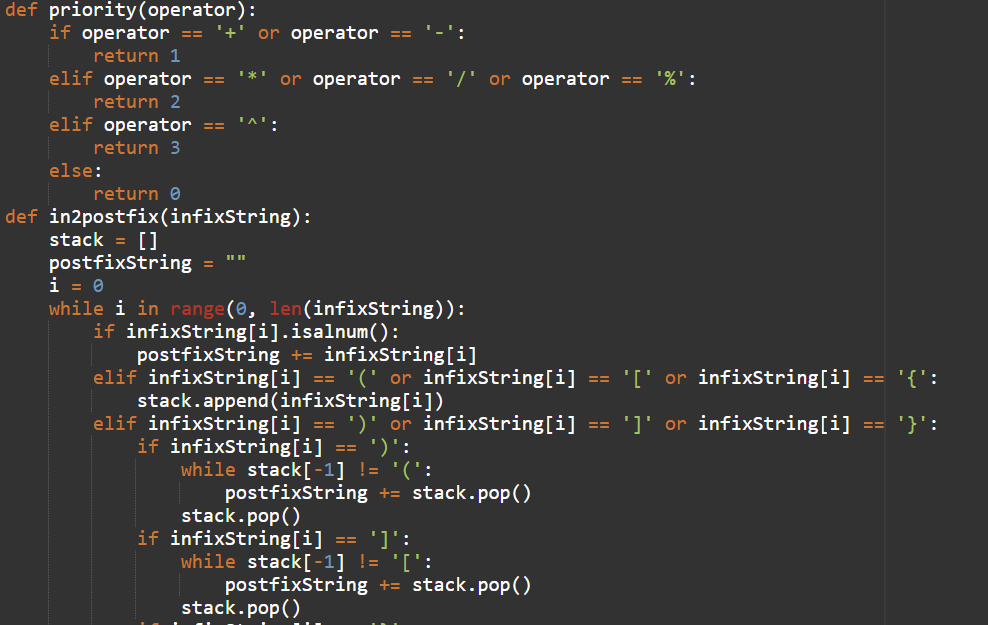 def priority(operator):
    if operator == '+' or operator == '-':
        return 1
    elif operator == '*' or operator == '/' or operator == '%':
        return 2
    elif operator == '^':
        return 3
    else:
        return 0
def in2postfix(infixString):
    stack = []
    postfixString = ""
    i = 0
    while i in range(0, len(infixString)):
        if infixString[i].isalnum():
            postfixString += infixString[i]
        elif infixString[i] == '(' or infixString[i] == '[' or infixString[i] == '{':
            stack.append(infixString[i])
        elif infixString[i] == ')' or infixString[i] == ']' or infixString[i] == '}':
            if infixString[i] == ')':
                while stack[-1] != '(':
                    postfixString += stack.pop()
                stack.pop()
            if infixString[i] == ']':
                while stack[-1] != '[':
                    postfixString += stack.pop()
                stack.pop()